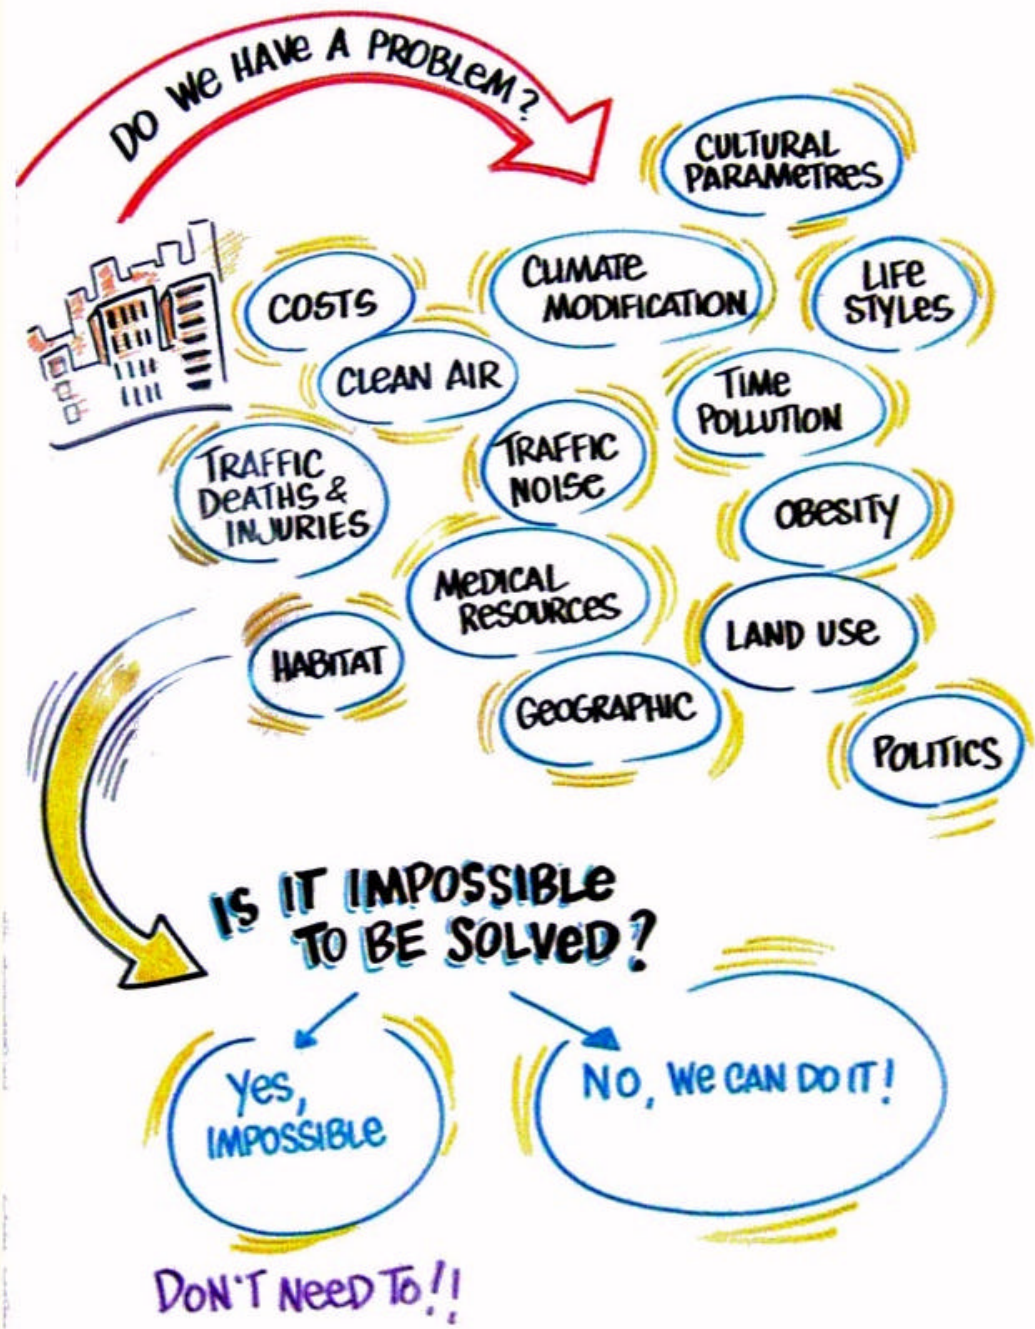 DO WE HAVE A PROBLEM?
CULTURAL
PARAMETRES
COSTS
CLIMATE
MODIFICATION
LIFE
STYLES
CLEAN AIR
TIME
POLLUTION
TRAFFIC
DEATHS &
INJURIES
TRAFFIC
NOISE
OBESITY
MEDICAL
RESOURCES
LAND USE
HABITAT
GEOGRAPHIC
POLITICS
IS IT IMPOSSIBLE
TO BE SOLVED?
YES,
IMPOSSIBLE
NO, WE CAN DO IT!
DON'T NEED TO!!